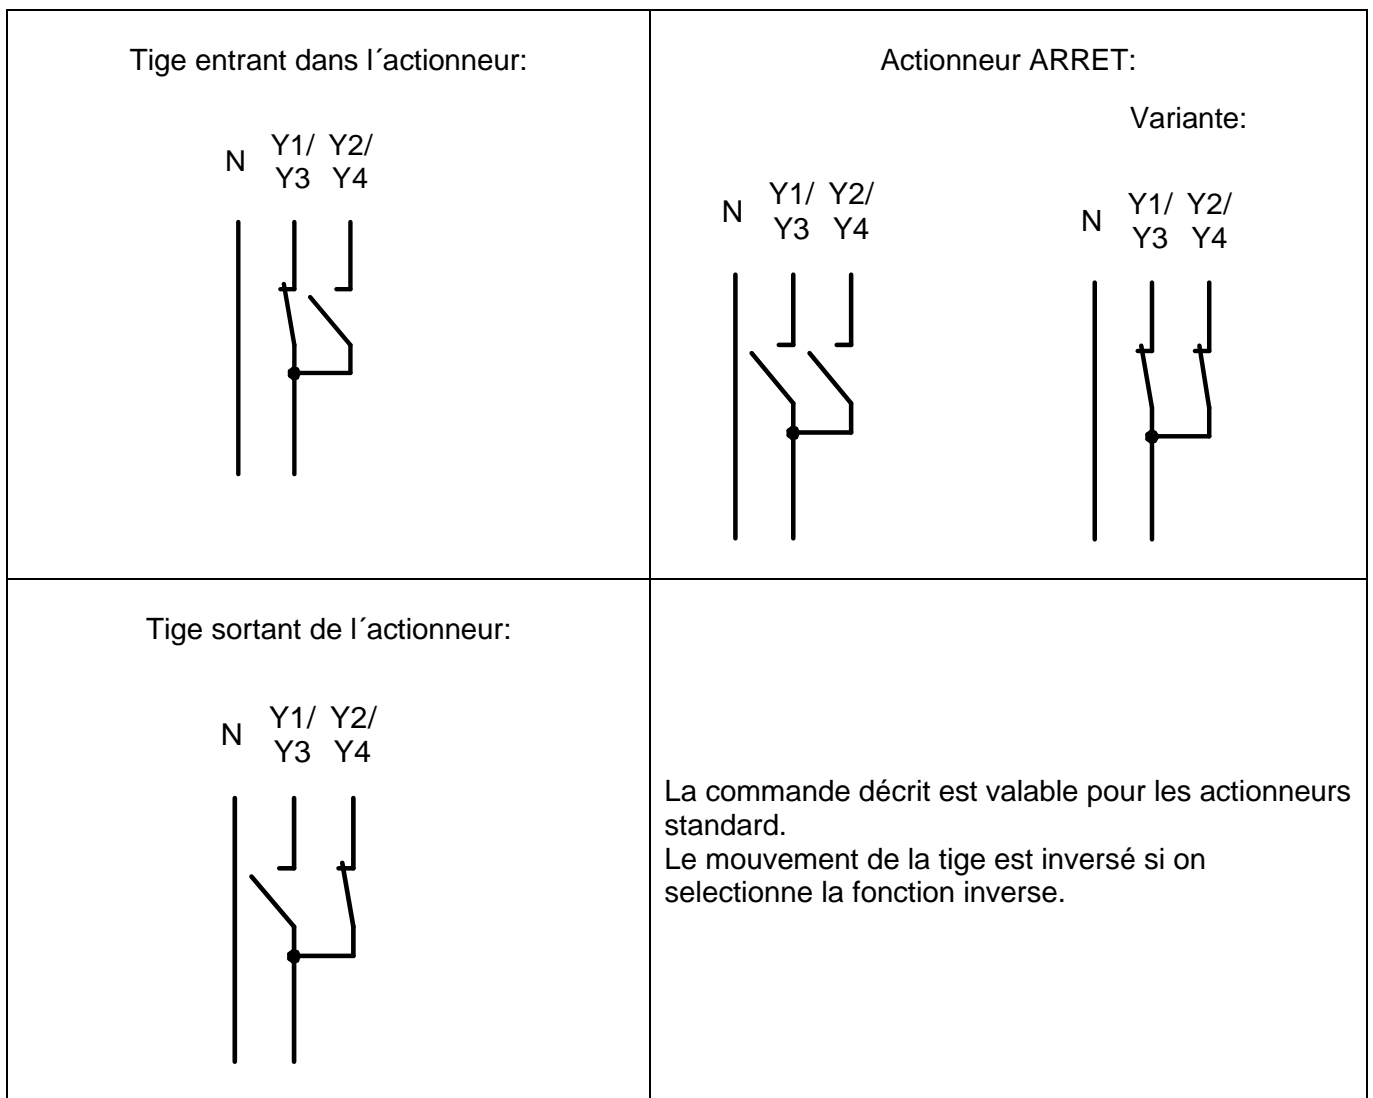 Tige entrant dans l´actionneur:
N Y1/ Y2/
Y3 Y4
Actionneur ARRET:
Variante:
N Y1/ Y2/
Y3 Y4
N Y1/ Y2/
Y3 Y4
Tige sortant de l´actionneur:
N Y1/ Y2/
Y3 Y4
La commande décrit est valable pour les actionneurs
standard.
Le mouvement de la tige est inversé si on
selectionne la fonction inverse.